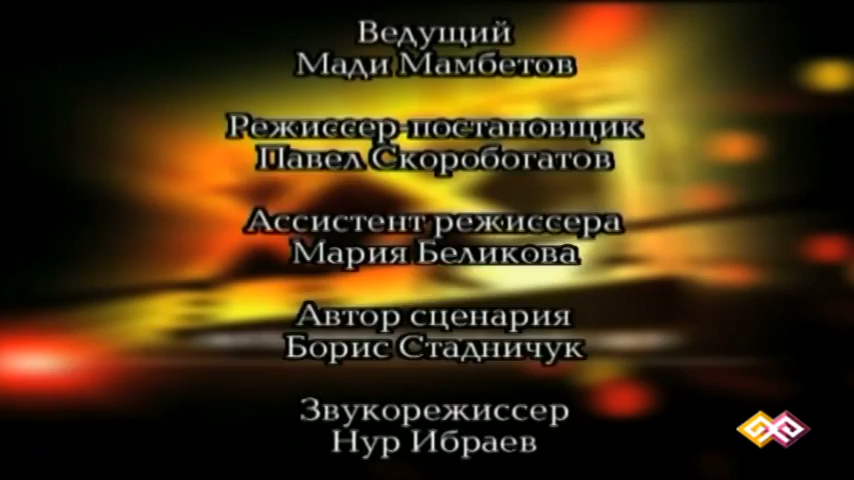 Ведущий
Мади Мамбетов
Режиссер-постановщик
Павел Скоробогатов
Ассистент режиссера
Мария Беликова
Автор сценария
Борис Стадничук
Звукорежиссер
Нур Ибраев